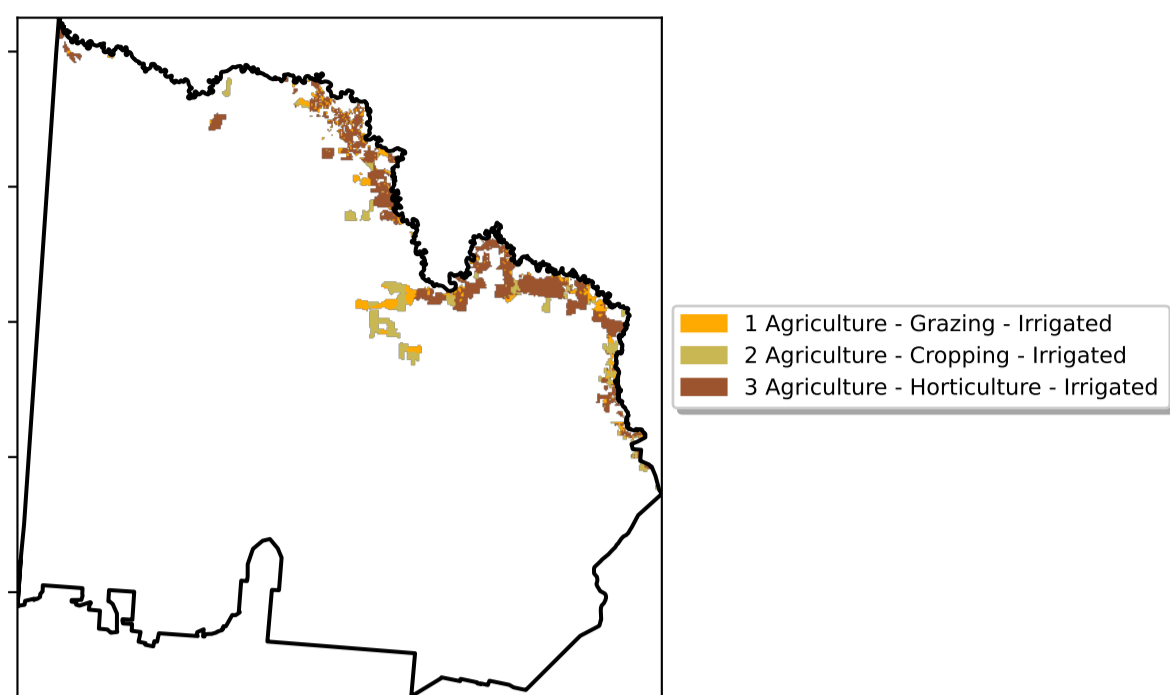 1 Agriculture - Grazing - Irrigated
2 Agriculture - Cropping - Irrigated
3 Agriculture - Horticulture - Irrigated